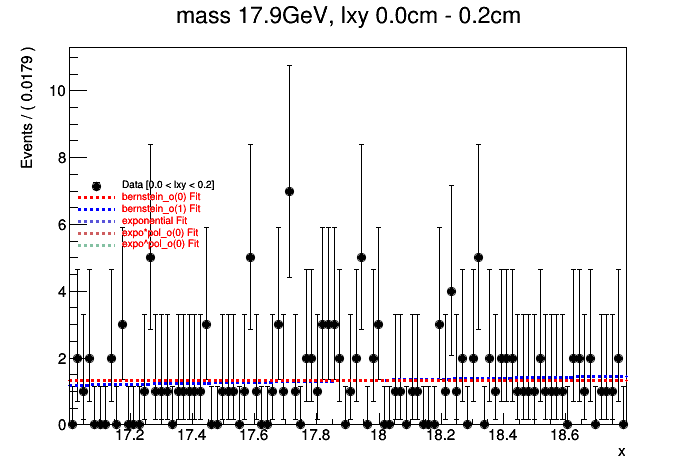 mass 17.9GeV, lxy 0.0cm - 0.2cm
Events / ( 0.0179 )
10
8
6
4
2
0
Data [0.0 < lxy < 0.2]
bernstein_o(0) Fit
bernstein_o(1) Fit
exponential Fit
expo*pol_o(0) Fit
expo^pol_o(0) Fit
17.2 17.4 17.6 17.8 18 18.2 18.4 18.6
x